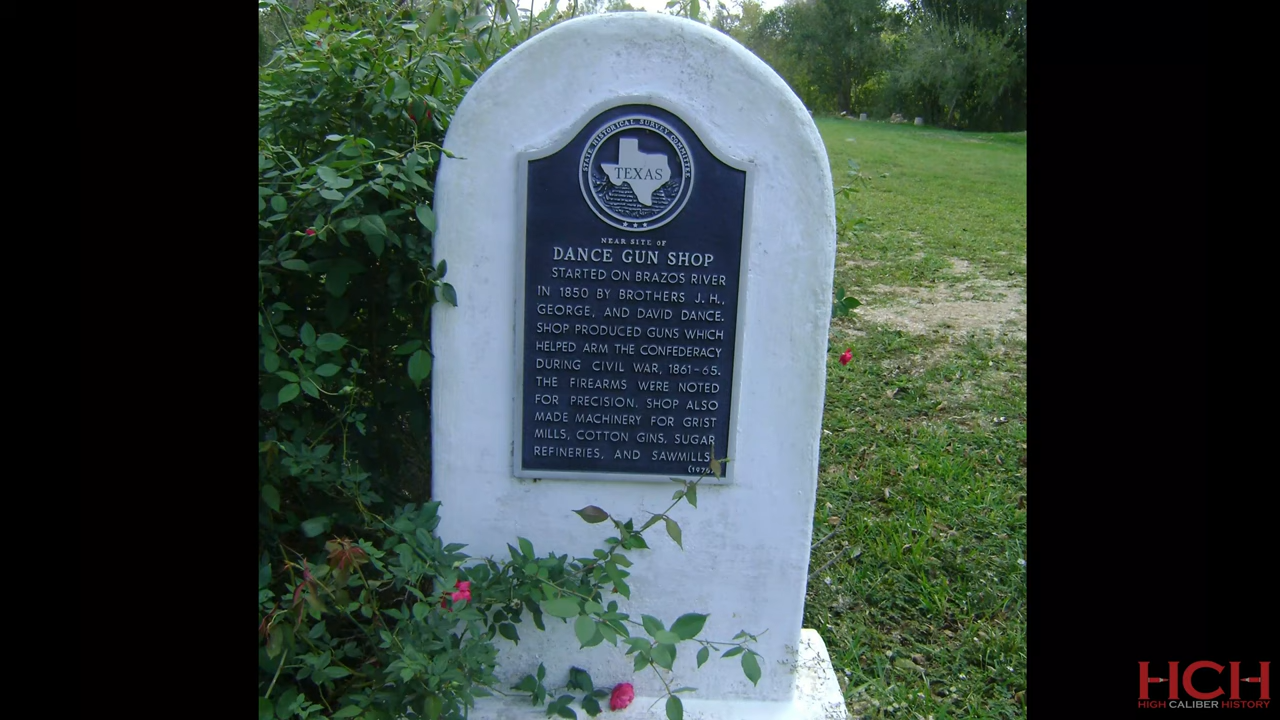 STATE HISTORICAL SURVEY COMMITTEE
TEXAS
NEAR SITE OF
DANCE GUN SHOP
STARTED ON BRAZOS RIVER
IN 1850 BY BROTHERS J. H.,
GEORGE, AND DAVID DANCE.
SHOP PRODUCED GUNS WHICH
HELPED ARM THE CONFEDERACY
DURING CIVIL WAR, 1861-65.
THE FIREARMS WERE NOTED
FOR PRECISION. SHOP ALSO
MADE MACHINERY FOR GRIST
MILLS, COTTON GINS, SUGAR
REFINERIES, AND SAWMILLS.
HCH
HIGH CALIBER HISTORY